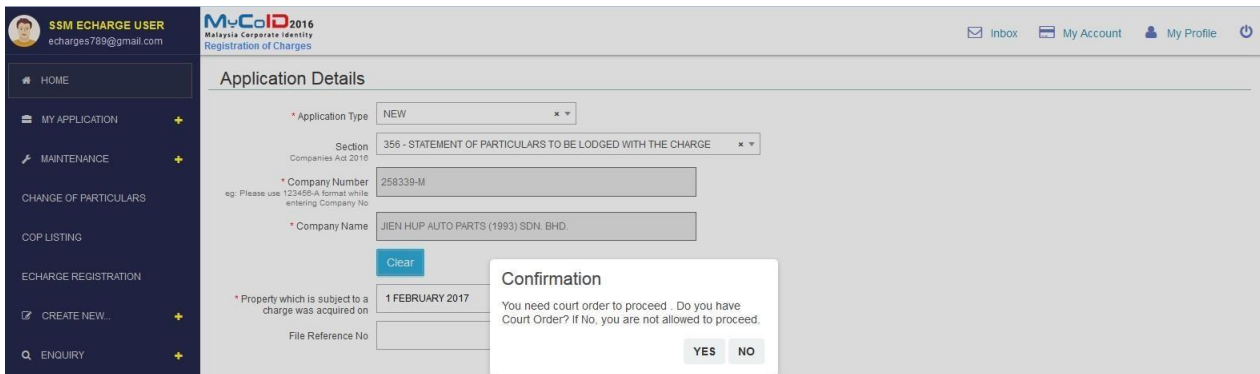 SSM ECHARGE USER
echarges789@gmail.com
HOME
MY APPLICATION
MAINTENANCE
CHANGE OF PARTICULARS
COP LISTING
ECHARGE REGISTRATION
CREATE NEW...
ENQUIRY
MyCoID2016
Malaysia Corporate Identity
Registration of Charges
Inbox
My Account
My Profile
Application Details
* Application Type
NEW
Section
Companies Act 2016
356 - STATEMENT OF PARTICULARS TO BE LODGED WITH THE CHARGE
* Company Number
eg: Please use 123456-A format while
entering Company No
258339-M
* Company Name
JIEN HUP AUTO PARTS (1993) SDN. BHD.
Clear
* Property which is subject to a
charge was acquired on
1 FEBRUARY 2017
File Reference No
Confirmation
You need court order to proceed . Do you have
Court Order? If No, you are not allowed to proceed.
YES NO